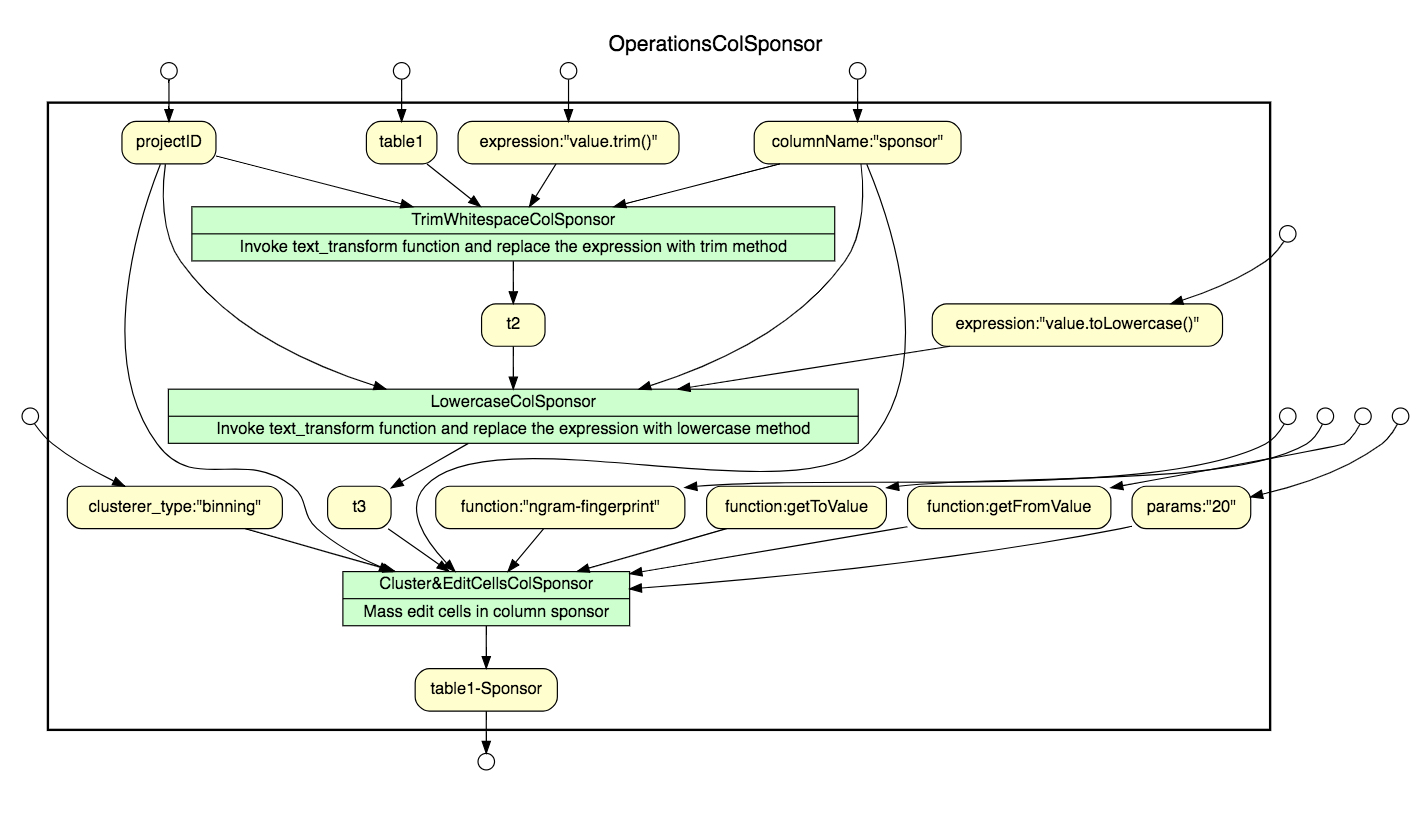 OperationsColSponsor
projectID
table1
expression:"value.trim()"
columnName:"sponsor"
TrimWhitespaceColSponsor
Invoke text_transform function and replace the expression with trim method
t2
expression:"value.toLowercase()"
LowercaseColSponsor
Invoke text_transform function and replace the expression with lowercase method
clusterer_type:"binning"
t3
function:"ngram-fingerprint"
function:getToValue
function:getFromValue
params:"20"
Cluster&EditCellsColSponsor
Mass edit cells in column sponsor
table1-Sponsor